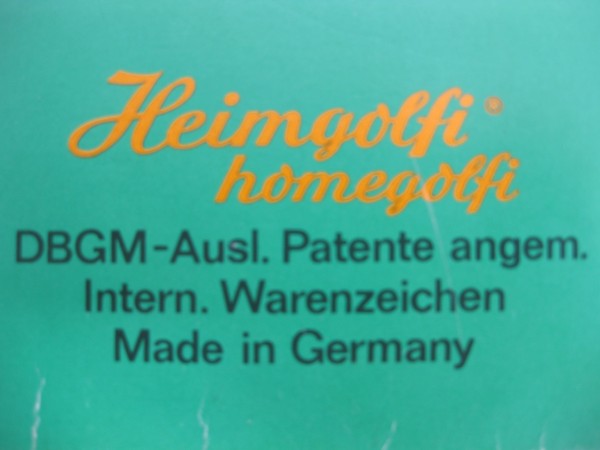 Heimgolfi®
homegolfi
DBGM-Ausl. Patente angem.
Intern. Warenzeichen
Made in Germany